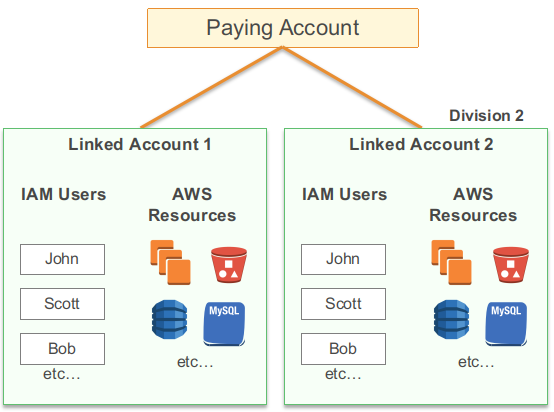 Paying Account
Division 2
Linked Account 1
IAM Users
AWS
Resources
John
Scott
Bob
etc…
MySQL
etc…
Linked Account 2
IAM Users
AWS
Resources
John
Scott
Bob
etc…
MySQL
etc…